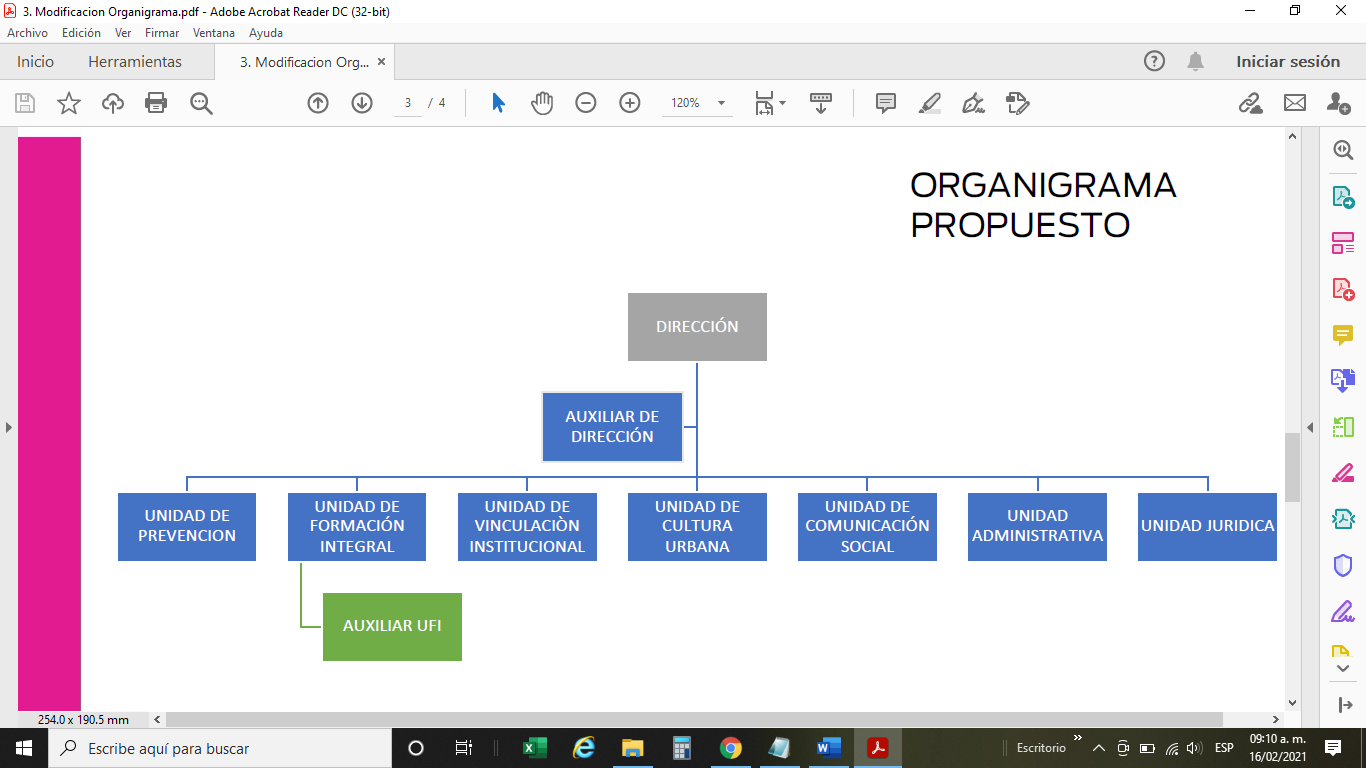 3. Modificacion Organigrama.pdf - Adobe Acrobat Reader DC (32-bit)
Archivo Edición Ver Firmar Ventana Ayuda
Inicio Herramientas 3. Modificacion Org... × Iniciar sesión
3 / 4 120%
ORGANIGRAMA
PROPUESTO
DIRECCIÓN
AUXILIAR DE
DIRECCIÓN
UNIDAD DE
PREVENCION
UNIDAD DE
FORMACIÓN
INTEGRAL
UNIDAD DE
VINCULACIÒN
INSTITUCIONAL
UNIDAD DE
CULTURA
URBANA
UNIDAD DE
COMUNICACIÓN
SOCIAL
UNIDAD
ADMINISTRATIVA
UNIDAD JURIDICA
AUXILIAR UFI
254.0 x 190.5 mm
Escribe aquí para buscar
Escritorio
ESP
09:10 a. m.
16/02/2021